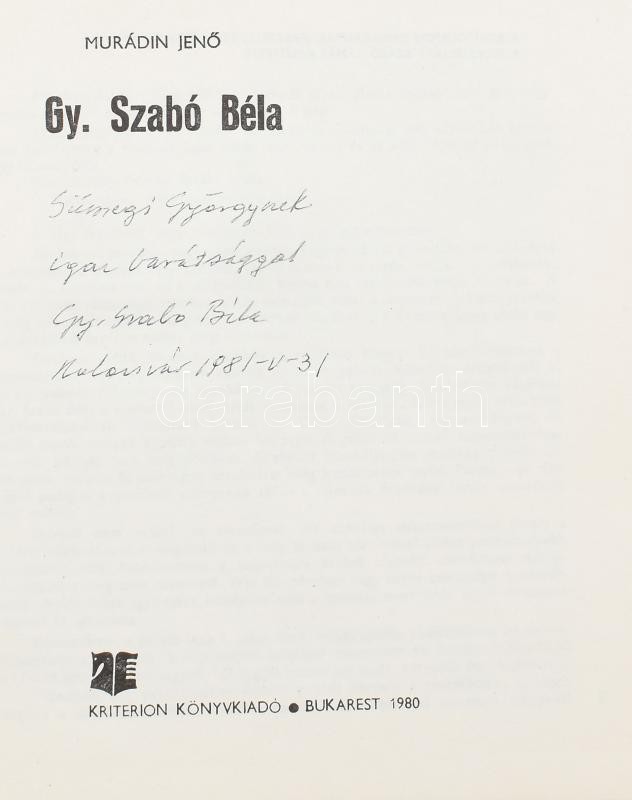 MURÁDIN JENŐ
Gy. Szabó Béla
Sümegi Györgynek
igaz barátsággal
Gy. Szabó Béla
Kolozsvár 1981-V-31
darabanth
KRITERION KÖNYVKIADÓ ● BUKAREST 1980